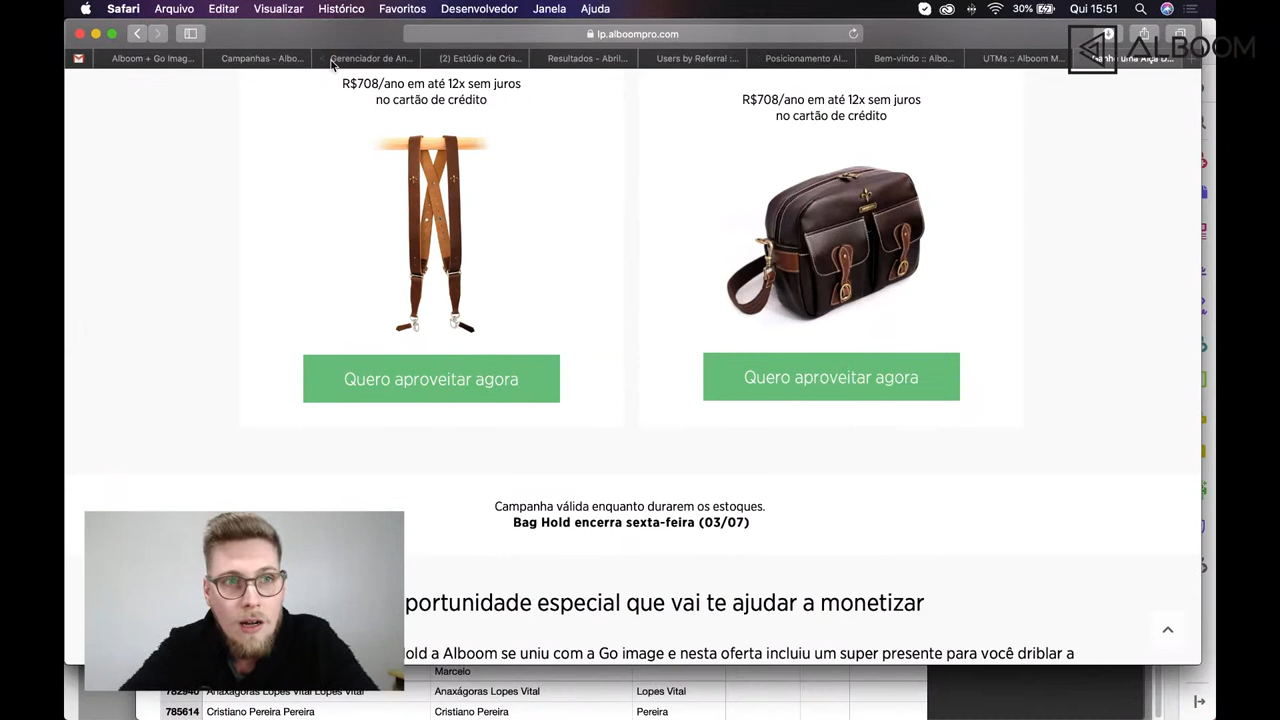 Safari Arquivo Editar Visualizar Histórico Favoritos Desenvolvedor Janela Ajuda 30% Qui 15:51
lp.alboompro.com
ALBOOM
Alboom + Go Imag... Campanhas - Albo... Gerenciador de An... (2) Estúdio de Cria... Resultados - Abril... Users by Referral :... Posicionamento Al... Bem-vindo :: Albo... UTMs :: Alboom M...
R$708/ano em até 12x sem juros
no cartão de crédito
R$708/ano em até 12x sem juros
no cartão de crédito
Quero aproveitar agora
Quero aproveitar agora
Campanha válida enquanto durarem os estoques.
Bag Hold encerra sexta-feira (03/07)
portunidade especial que vai te ajudar a monetizar
old a Alboom se uniu com a Go image e nesta oferta incluiu um super presente para você driblar a
Marcelo
782940 Anaxágoras Lopes Vital Lopes Vital Anaxágoras Lopes Vital Lopes Vital
785614 Cristiano Pereira Pereira Cristiano Pereira Pereira